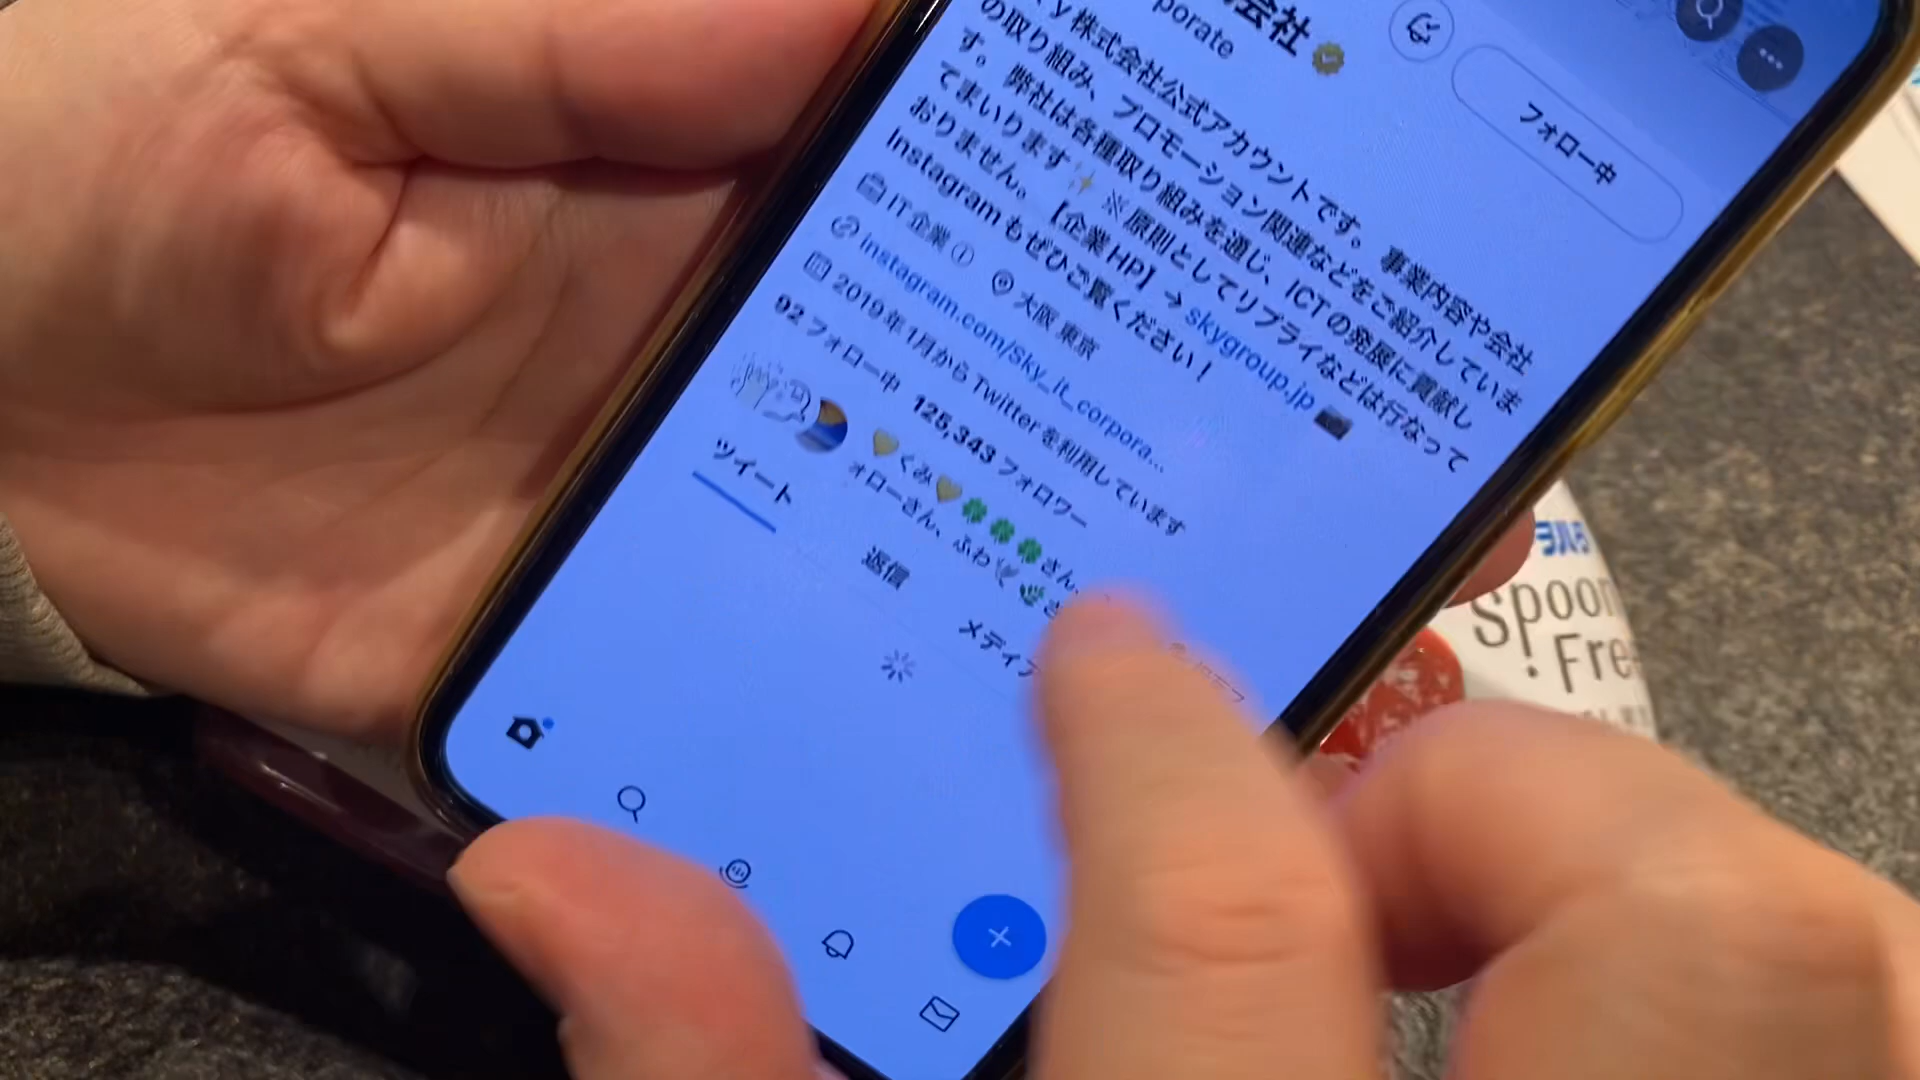 会社
porate
フォロー中
y 株式会社公式アカウントです。事業内容や会社
の取り組み、プロモーション関連などをご紹介していま
す。弊社は各種取り組みを通じ、ICTの発展に貢献し
てまいります✨ ※原則としてリプライなどは行なって
おりません。【企業HP】→ skygroup.jp 📷
Instagramもぜひご覧ください！
IT 企業 大阪 東京
instagram.com/Sky_it_corpora...
2019年1月からTwitterを利用しています
92 フォロー中 125,343 フォロワー
💛くみ💛🍀🍀🍀さん、
ォローさん、ふわ
ツイート 返信 メディア
ヨハク
Spoon
Free